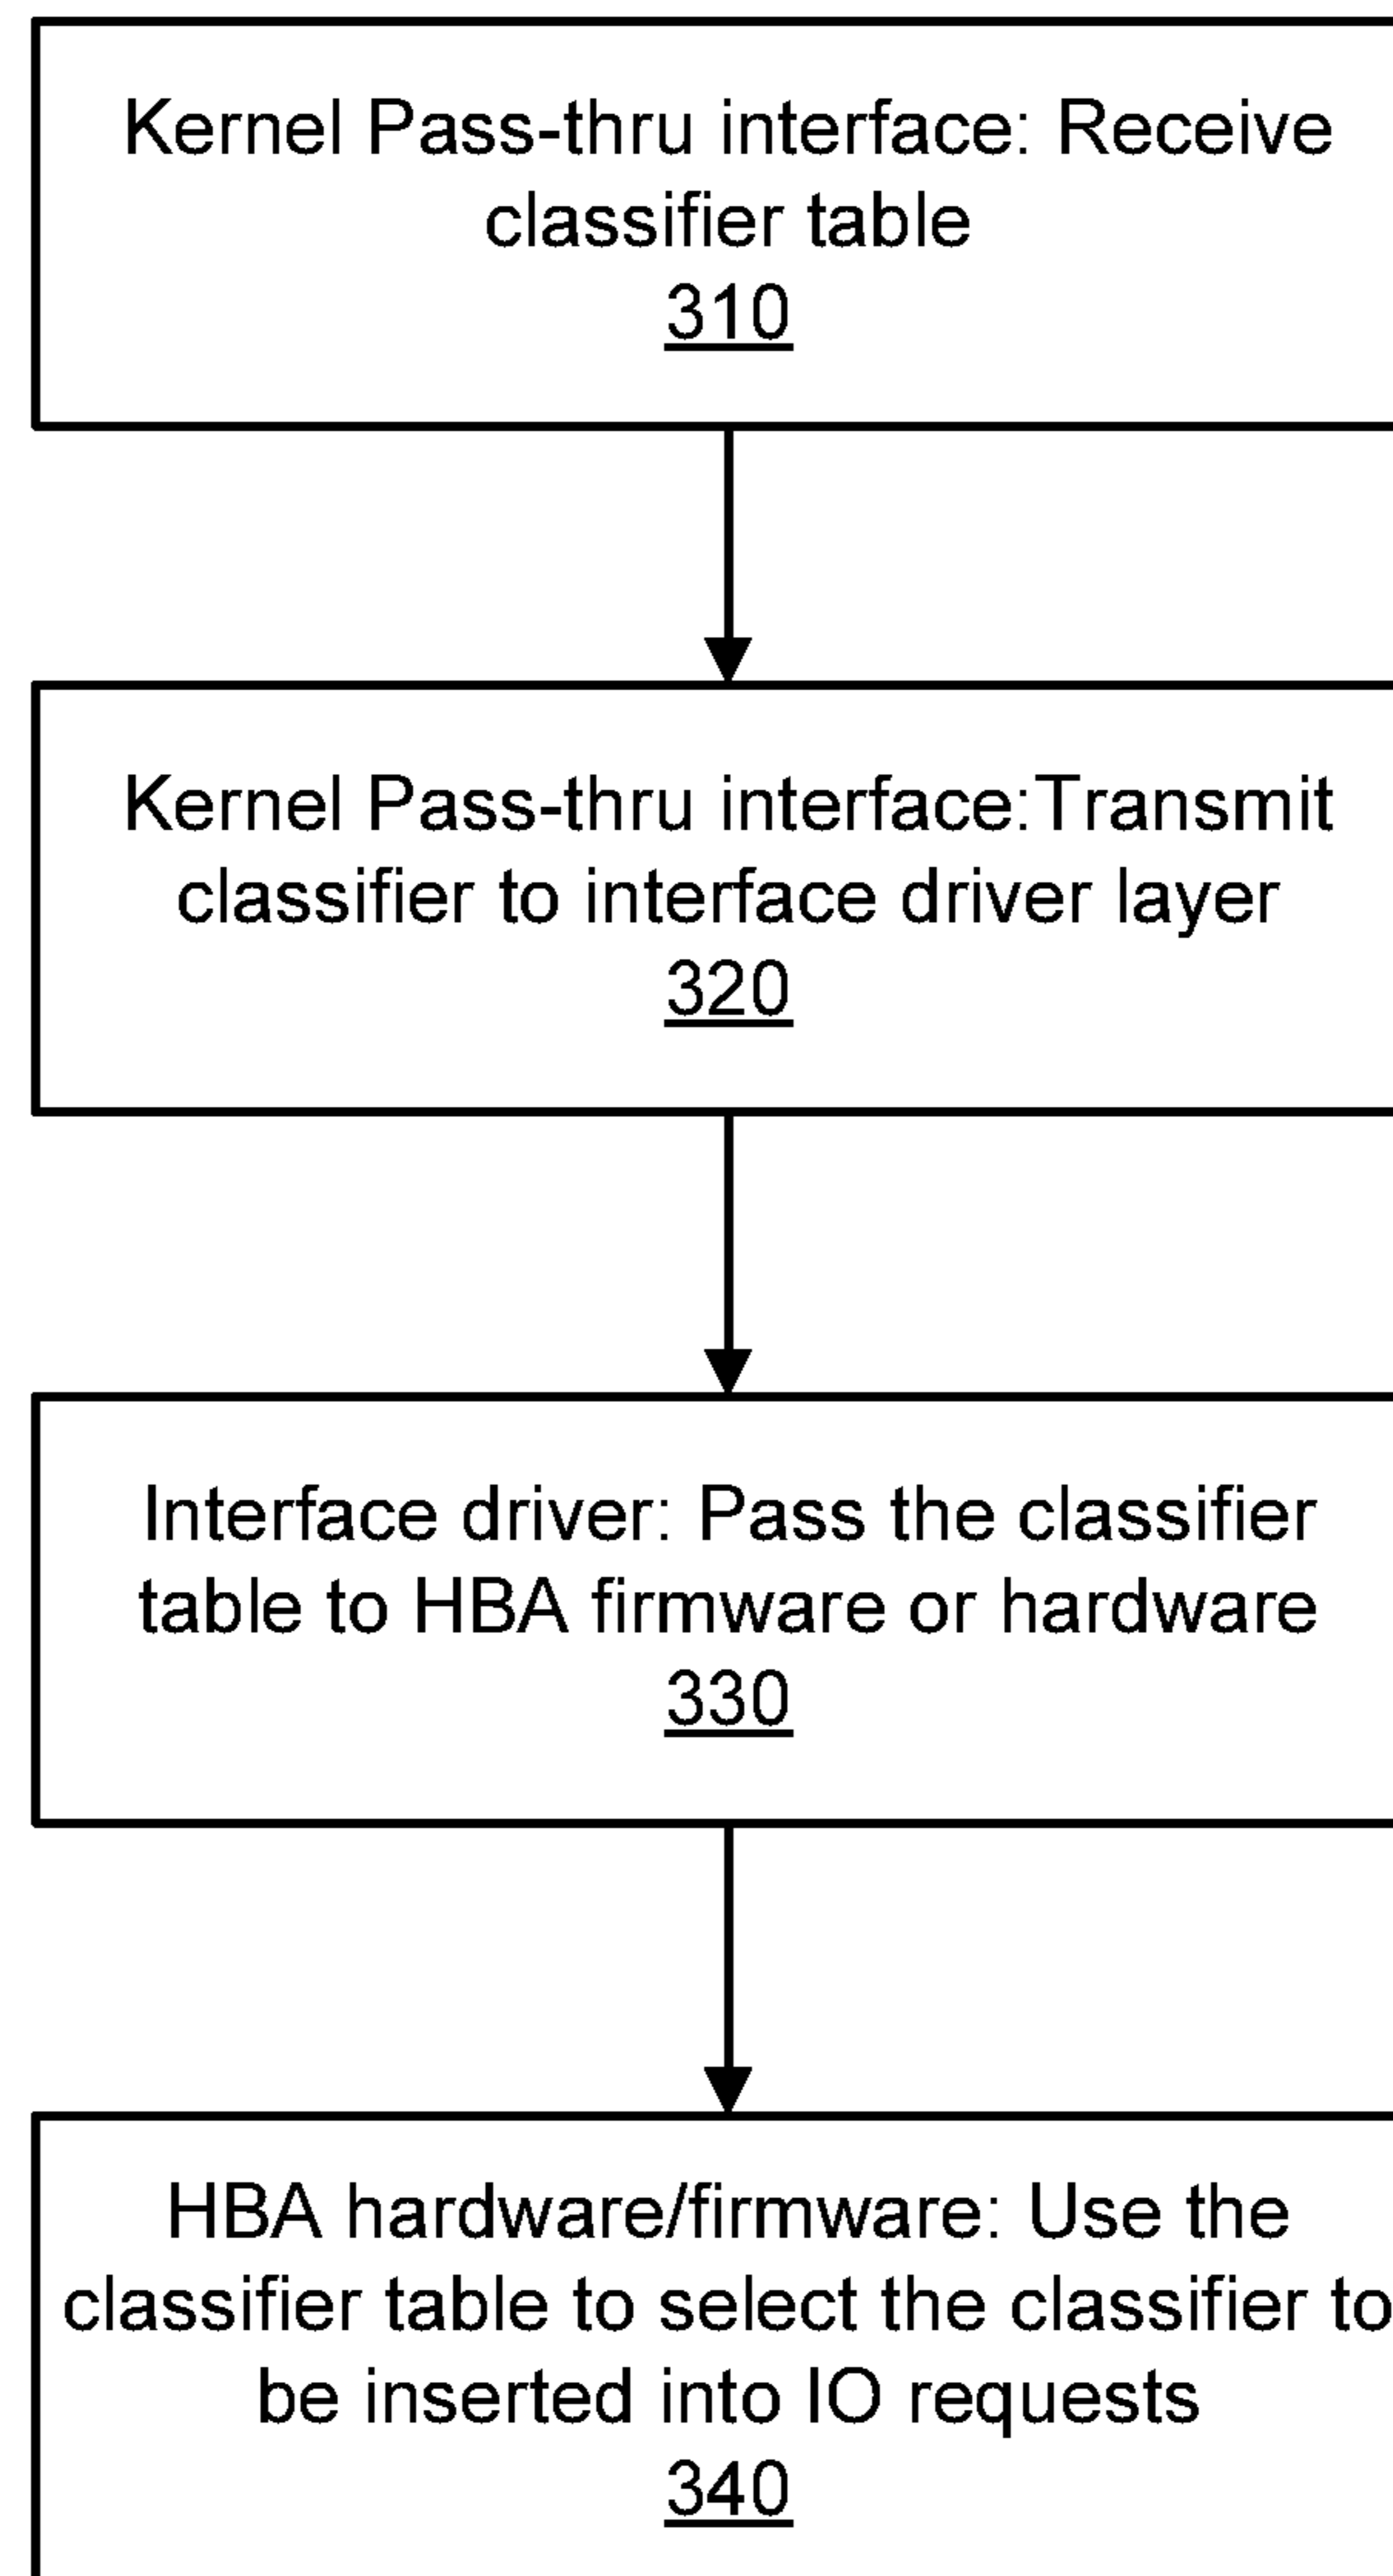 Kernel Pass-thru interface: Receive
classifier table
310
Kernel Pass-thru interface:Transmit
classifier to interface driver layer
320
Interface driver: Pass the classifier
table to HBA firmware or hardware
330
HBA hardware/firmware: Use the
classifier table to select the classifier to
be inserted into IO requests
340